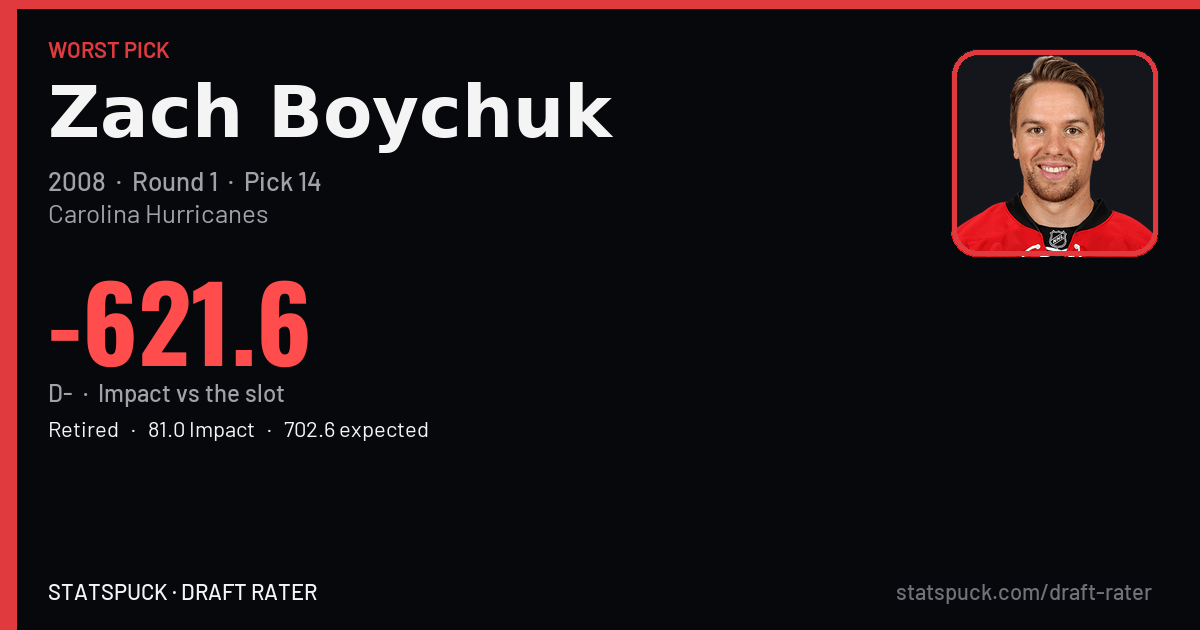 WORST PICK
Zach Boychuk
2008 · Round 1 · Pick 14
Carolina Hurricanes
-621.6
D- · Impact vs the slot
Retired · 81.0 Impact · 702.6 expected
STATSPUCK · DRAFT RATER
statspuck.com/draft-rater